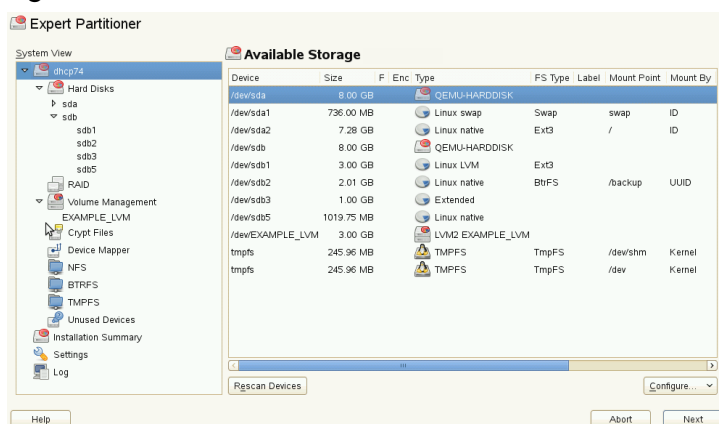 Expert Partitioner
System View
dhcp74
Hard Disks
sda
sdb
sdb1
sdb2
sdb3
sdb5
RAID
Volume Management
EXAMPLE_LVM
Crypt Files
Device Mapper
NFS
BTRFS
TMPFS
Unused Devices
Installation Summary
Settings
Log
Available Storage
Device Size F Enc Type FS Type Label Mount Point Mount By
/dev/sda 8.00 GB QEMU-HARDDISK
/dev/sda1 736.00 MB Linux swap Swap swap ID
/dev/sda2 7.28 GB Linux native Ext3 / ID
/dev/sdb 8.00 GB QEMU-HARDDISK
/dev/sdb1 3.00 GB Linux LVM Ext3
/dev/sdb2 2.01 GB Linux native BtrFS /backup UUID
/dev/sdb3 1.00 GB Extended
/dev/sdb5 1019.75 MB Linux native
/dev/EXAMPLE_LVM 3.00 GB LVM2 EXAMPLE_LVM
tmpfs 245.96 MB TMPFS TmpFS /dev/shm Kernel
tmpfs 245.96 MB TMPFS TmpFS /dev Kernel
Rescan Devices Configure...
Help Abort Next